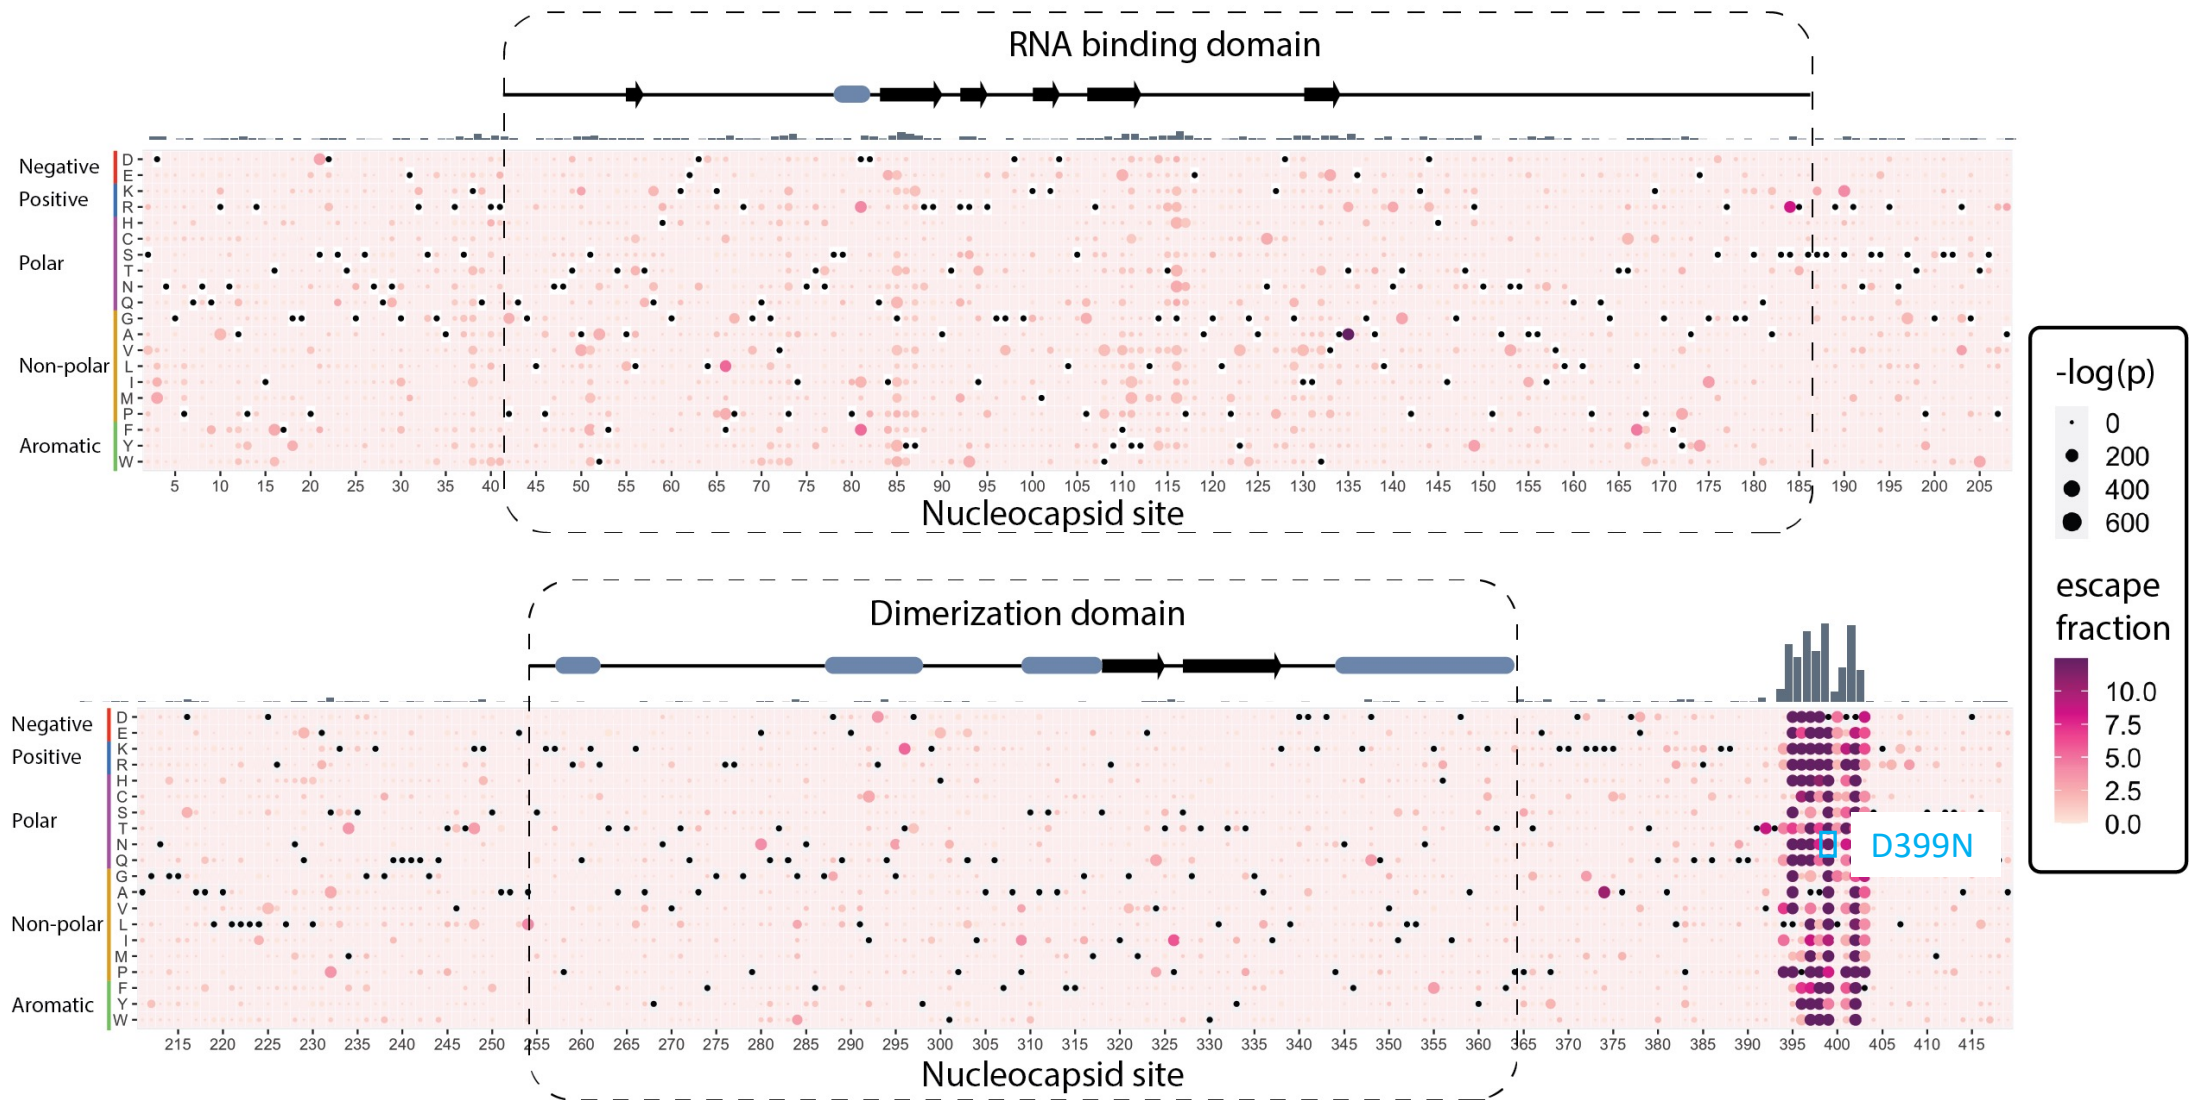 RNA binding domain
Negative
Positive
Polar
Non-polar
Aromatic
D
E
K
R
H
C
S
T
N
Q
G
A
V
L
I
M
P
F
Y
W
5 10 15 20 25 30 35 40 45 50 55 60 65 70 75 80 85 90 95 100 105 110 115 120 125 130 135 140 145 150 155 160 165 170 175 180 185 190 195 200 205
Nucleocapsid site
Dimerization domain
Negative
Positive
Polar
Non-polar
Aromatic
D
E
K
R
H
C
S
T
N
Q
G
A
V
L
I
M
P
F
Y
W
D399N
215 220 225 230 235 240 245 250 255 260 265 270 275 280 285 290 295 300 305 310 315 320 325 330 335 340 345 350 355 360 365 370 375 380 385 390 395 400 405 410 415
Nucleocapsid site
-log(p)
0
200
400
600
escape
fraction
10.0
7.5
5.0
2.5
0.0